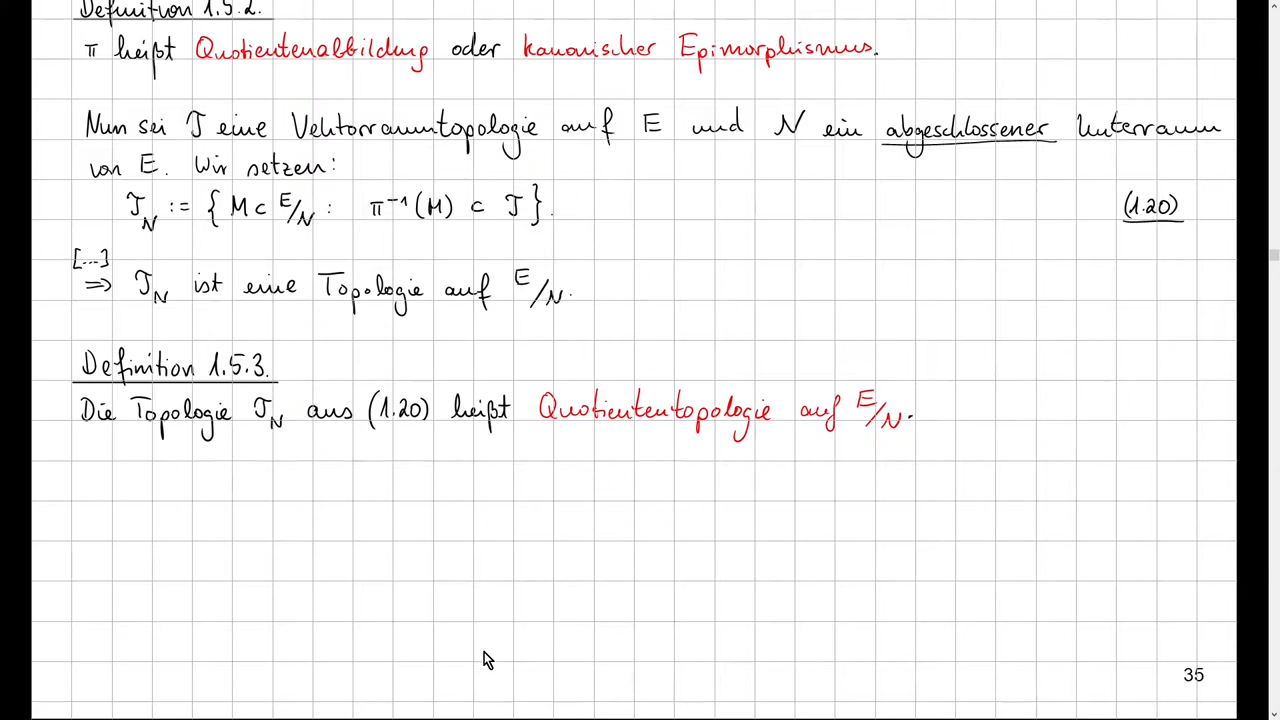 Definition 1.5.2.
π heißt Quotientenabbildung oder kanonischer Epimorphismus.
Nun sei T eine Vektorraumtopologie auf E und N ein abgeschlossener Unterraum
von E. Wir setzen:
T_N := { M ⊂ E/N : π⁻¹(M) ⊂ T }. (1.20)
[...]
⇒ T_N ist eine Topologie auf E/N.
Definition 1.5.3.
Die Topologie T_N aus (1.20) heißt Quotiententopologie auf E/N.
35